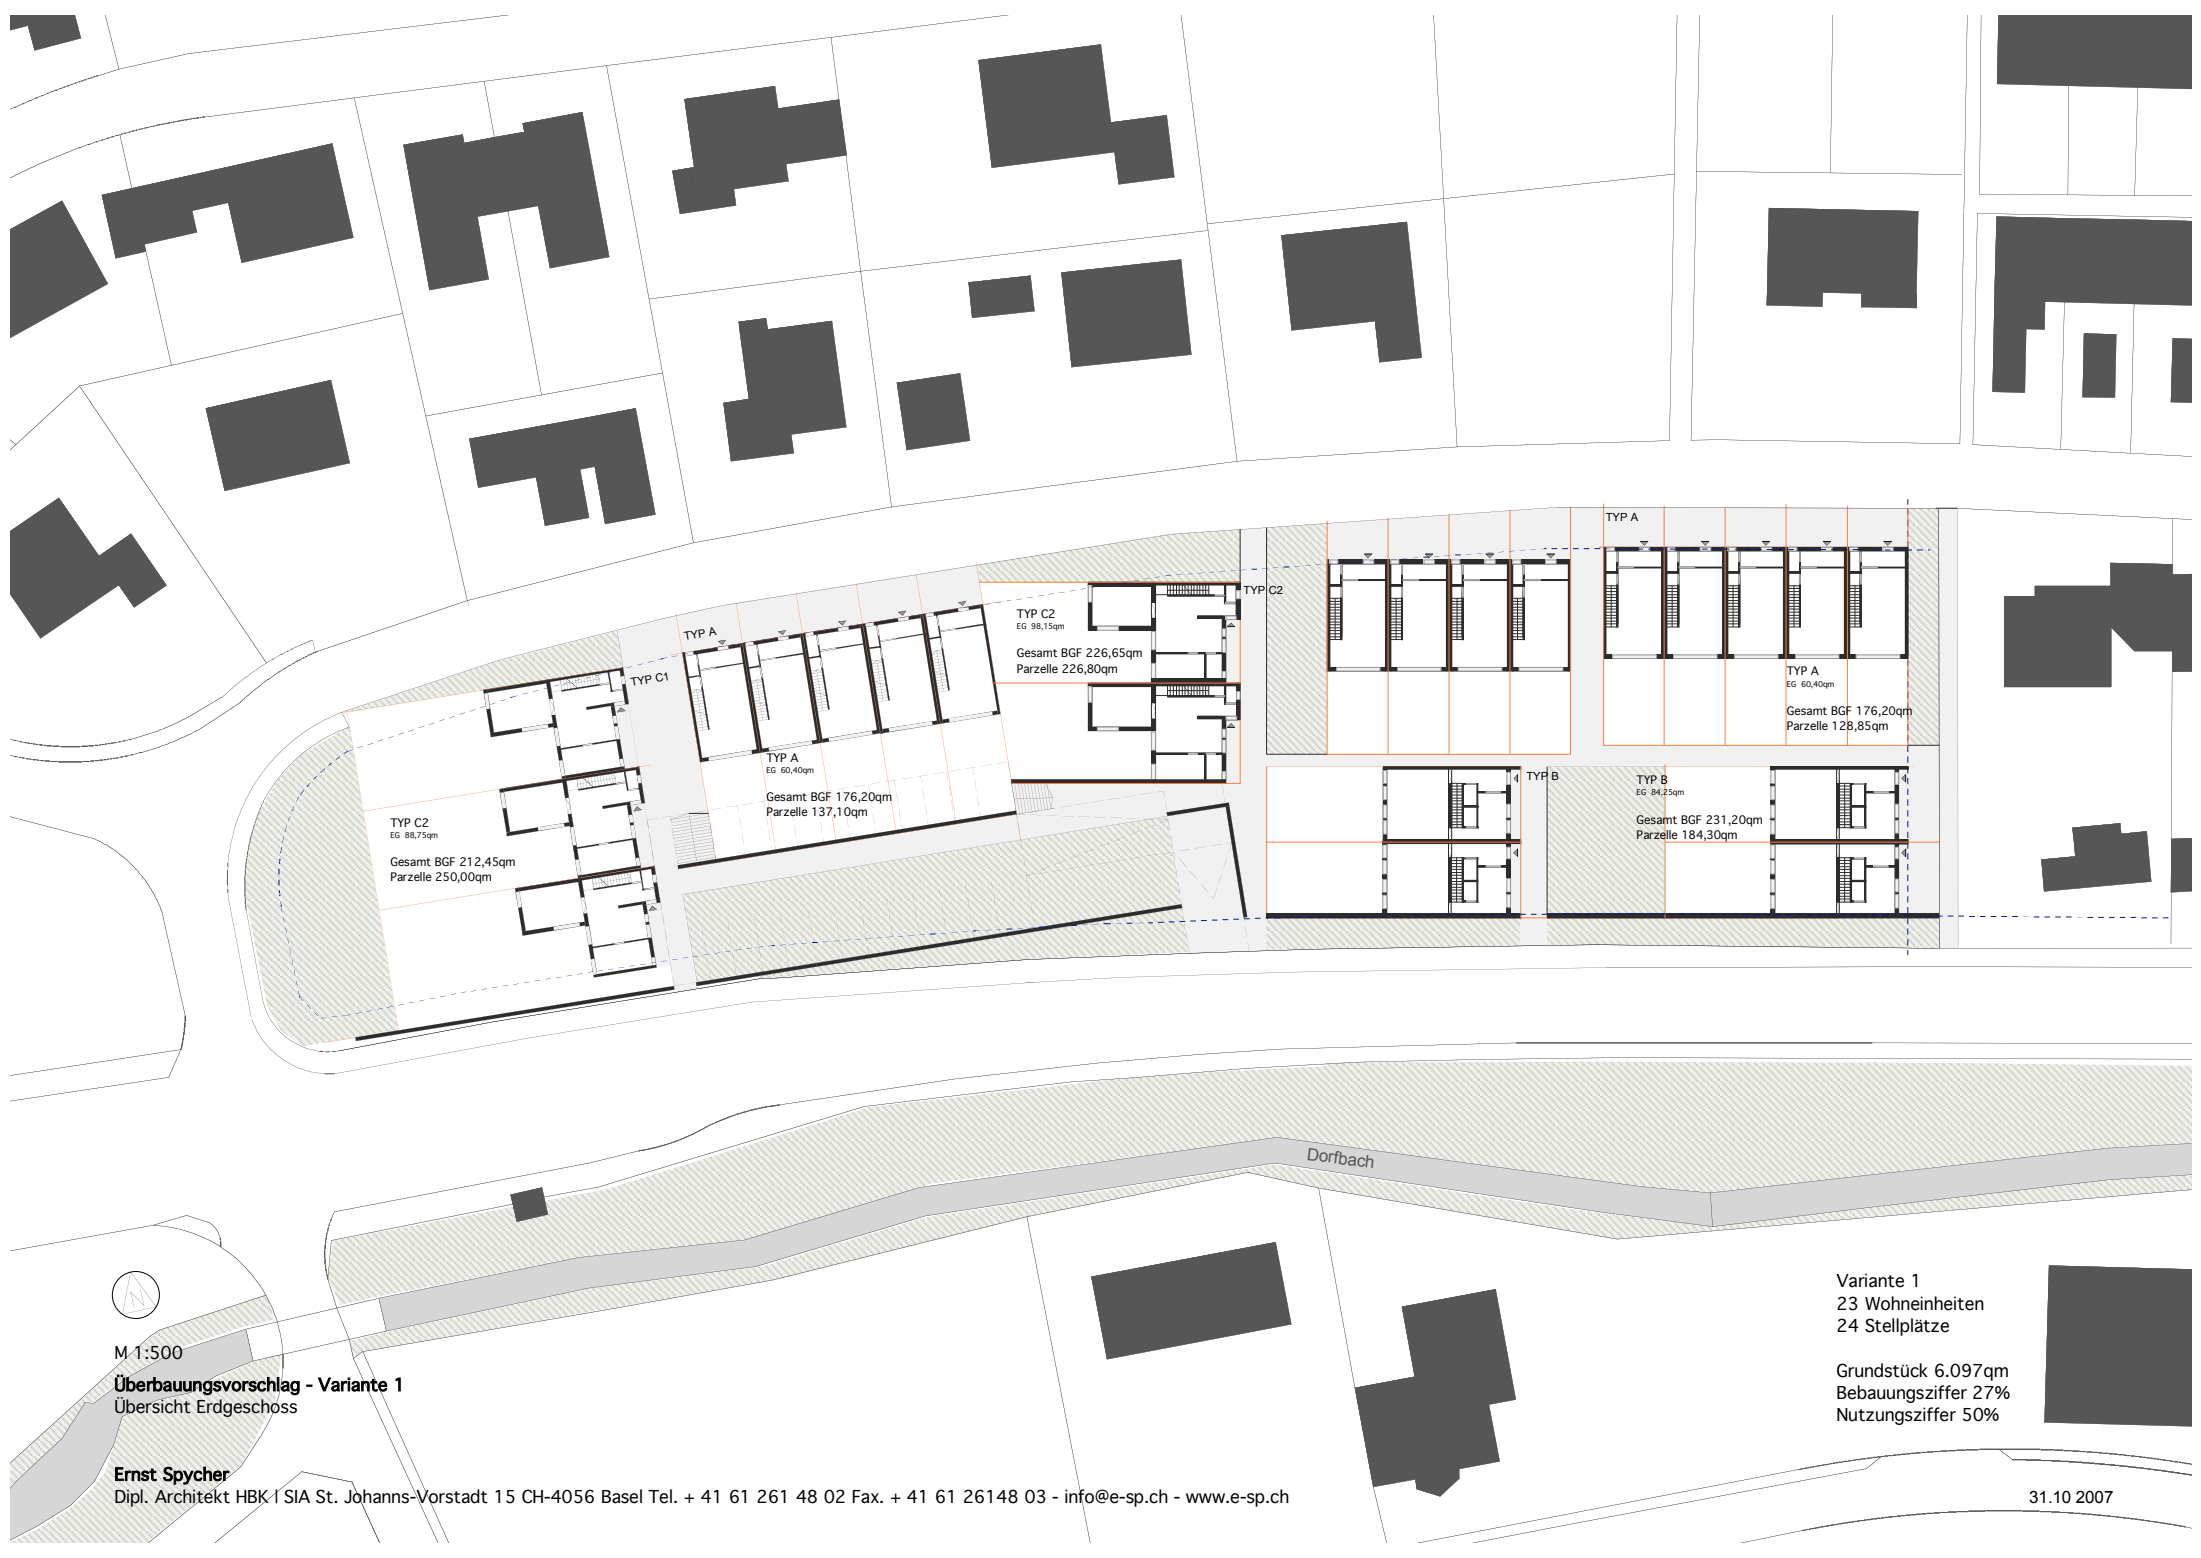 TYP A
TYP C2
TYP C2
EG 98,15qm
Gesamt BGF 226,65qm
Parzelle 226,80qm
TYP A
TYP C1
TYP A
EG 60,40qm
Gesamt BGF 176,20qm
Parzelle 128,85qm
TYP A
EG 60,40qm
Gesamt BGF 176,20qm
Parzelle 137,10qm
TYP B
TYP B
EG 84,25qm
Gesamt BGF 231,20qm
Parzelle 184,30qm
TYP C2
EG 88,75qm
Gesamt BGF 212,45qm
Parzelle 250,00qm
Dorfbach
N
M 1:500
Überbauungsvorschlag - Variante 1
Übersicht Erdgeschoss
Variante 1
23 Wohneinheiten
24 Stellplätze
Grundstück 6.097qm
Bebauungsziffer 27%
Nutzungsziffer 50%
Ernst Spycher
Dipl. Architekt HBK I SIA St. Johanns-Vorstadt 15 CH-4056 Basel Tel. + 41 61 261 48 02 Fax. + 41 61 26148 03 - info@e-sp.ch - www.e-sp.ch
31.10 2007